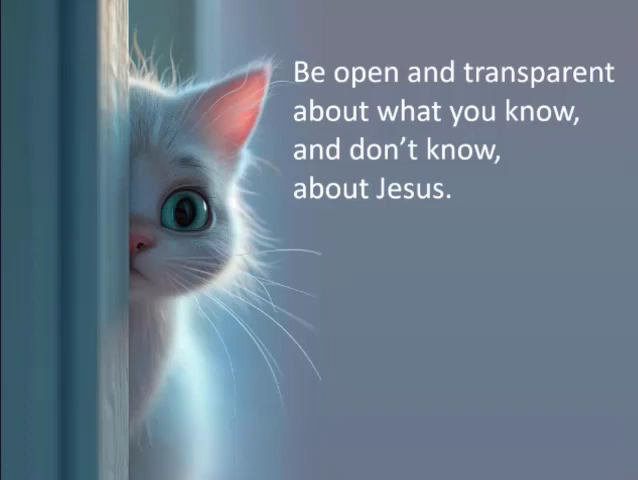 Be open and transparent
about what you know,
and don’t know,
about Jesus.